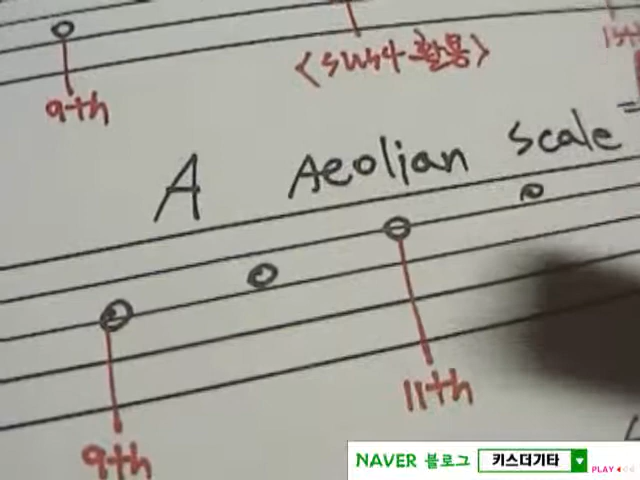 9th
<sus4 활용>
A Aeolian scale =
9th
11th
NAVER 블로그 키스더기타
PLAY